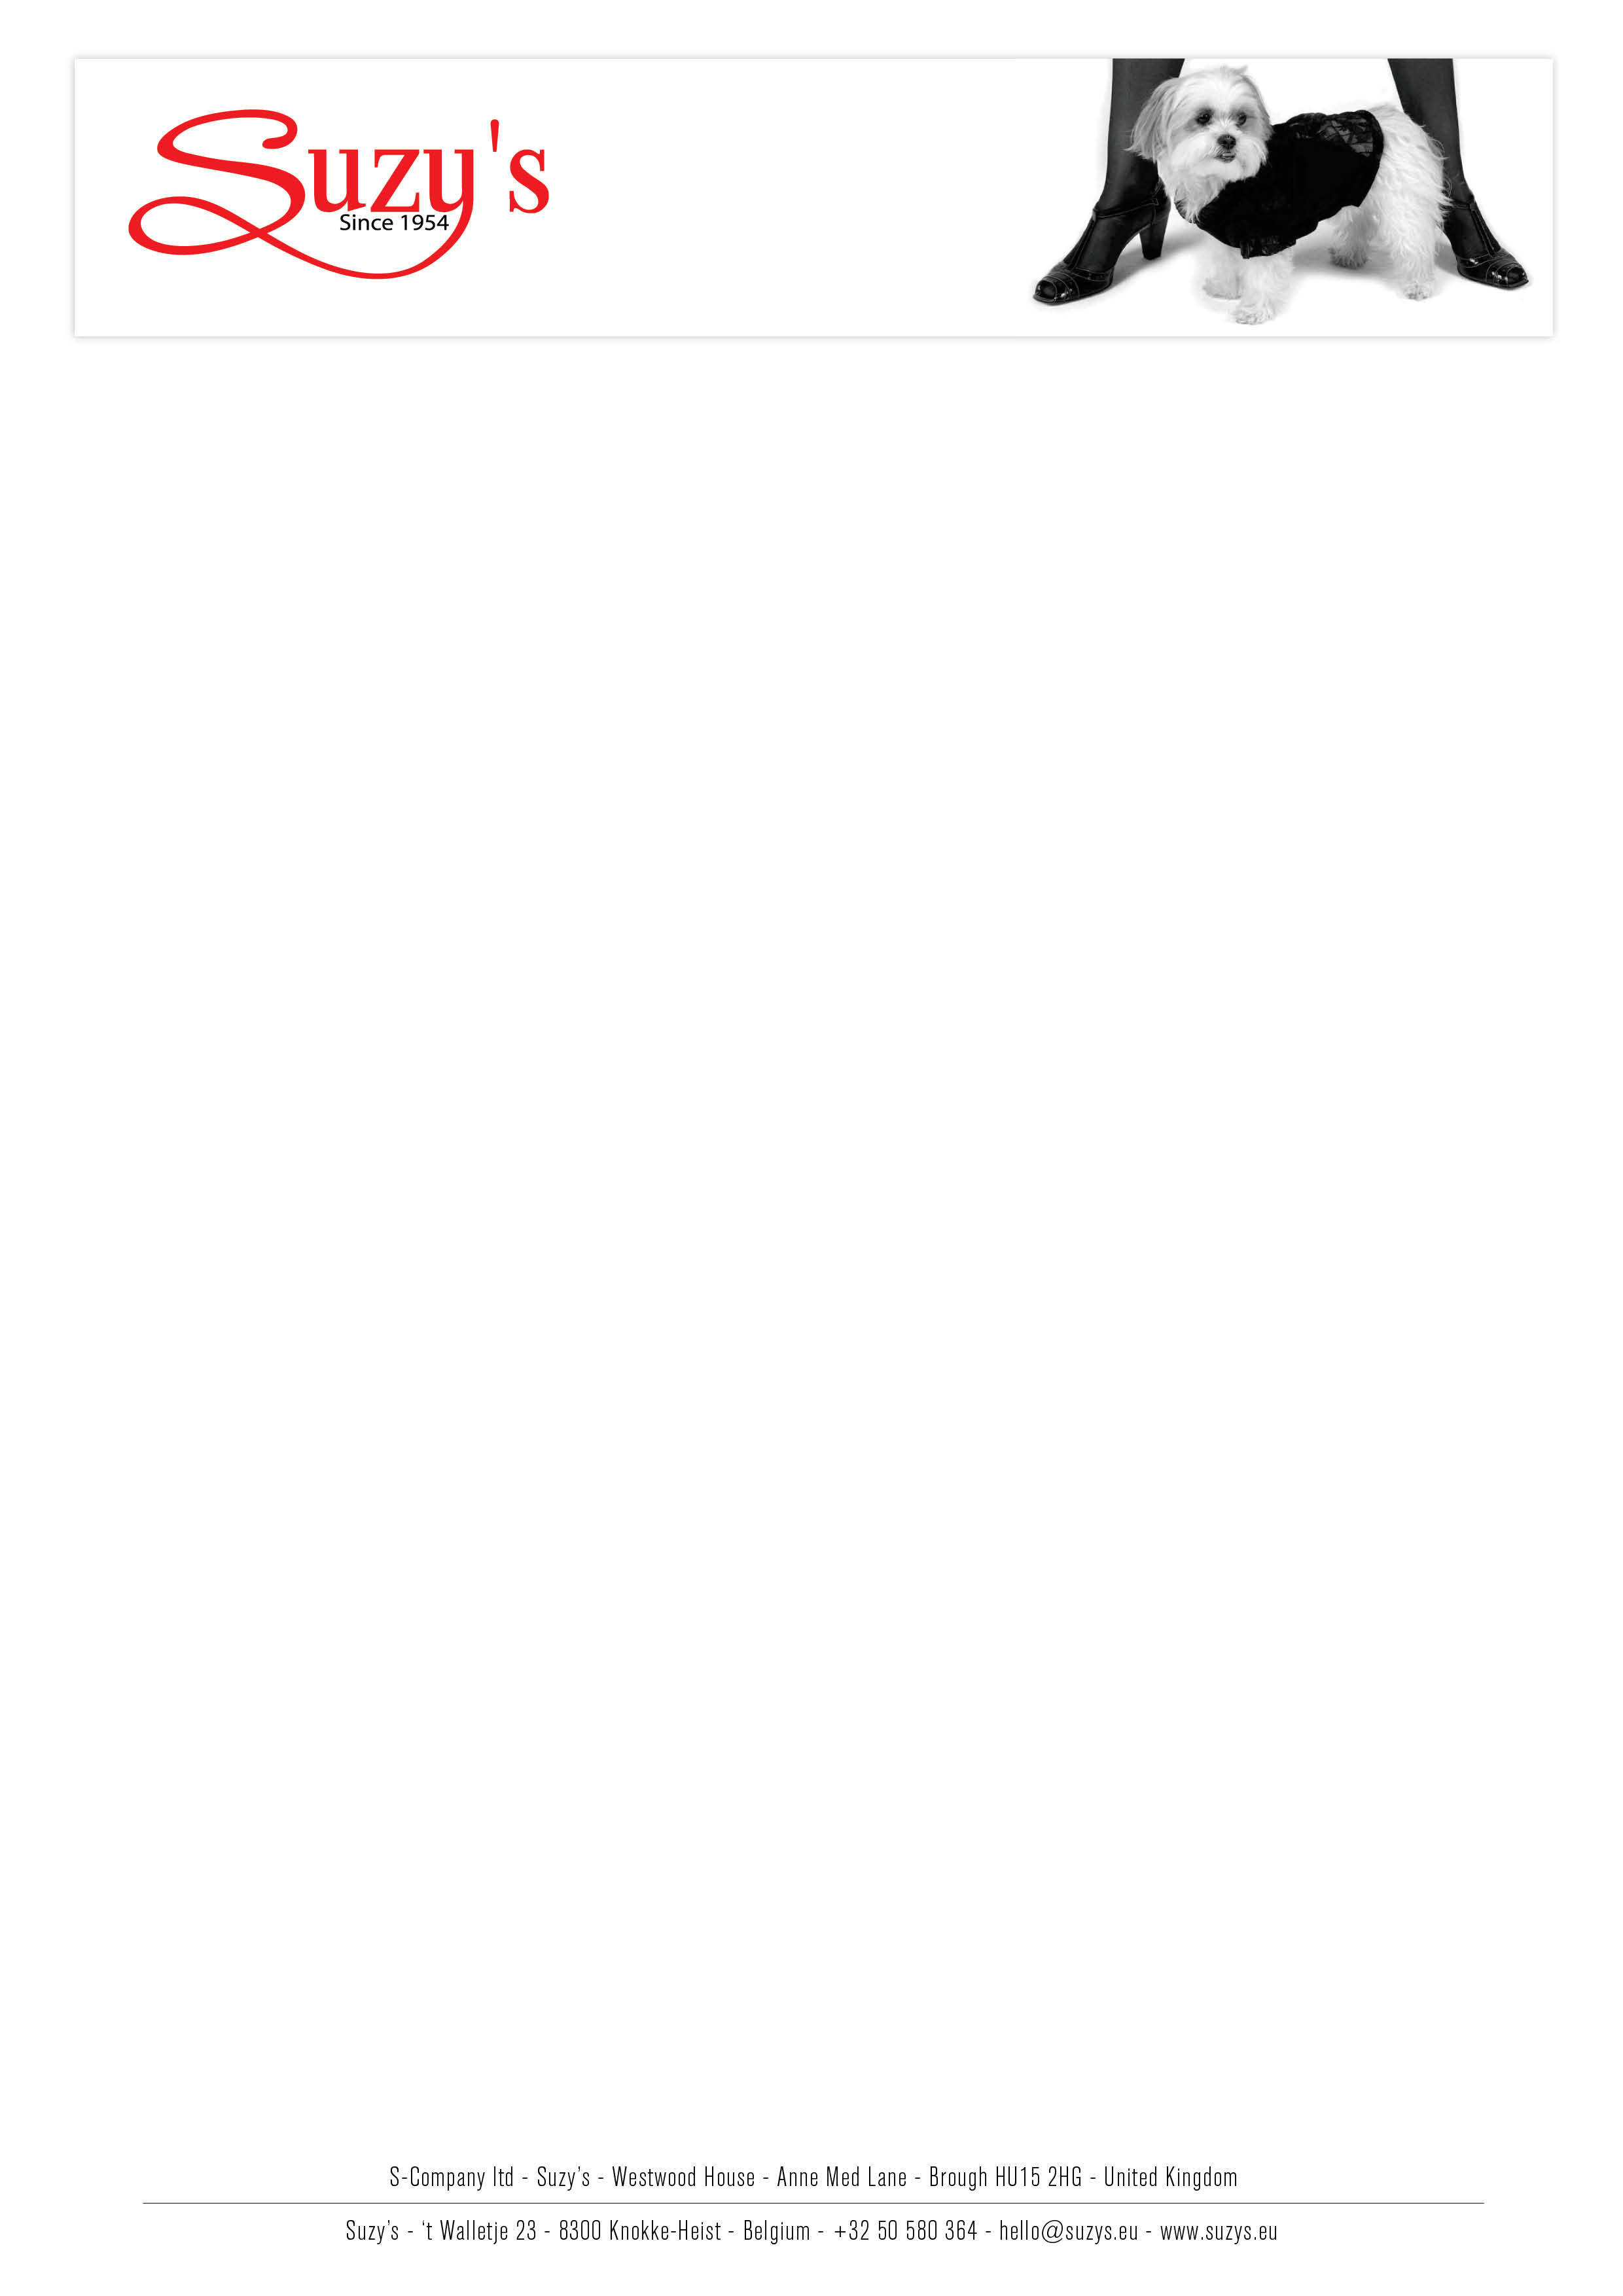 Suzy's
Since 1954
S-Company ltd - Suzy’s - Westwood House - Anne Med Lane - Brough HU15 2HG - United Kingdom
Suzy’s - ‘t Walletje 23 - 8300 Knokke-Heist - Belgium - +32 50 580 364 - hello@suzys.eu - www.suzys.eu